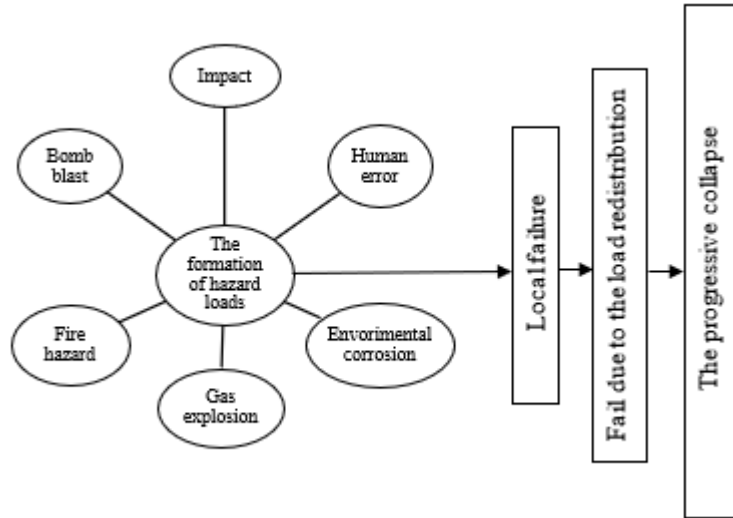 Impact
Bomb
blast
Human
error
The
formation
of hazard
loads
Fire
hazard
Envorimental
corrosion
Gas
explosion
Local failure
Fail due to the load redistribution
The progressive collapse